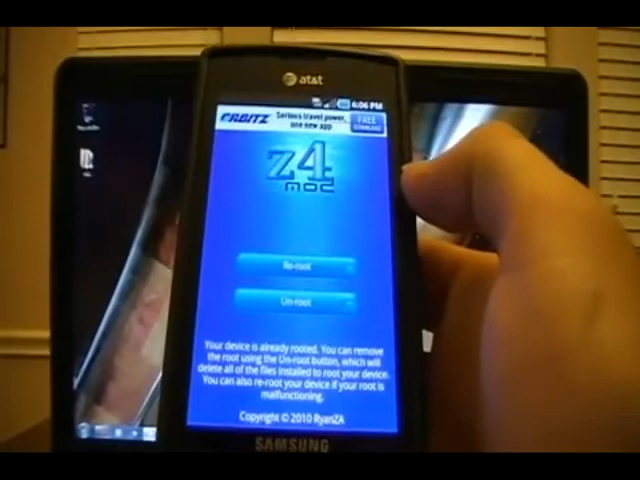 at&t
6:06 PM
ORBITZ
Serious travel power,
one new app
FREE
DOWNLOAD
z4
mod
Re-root
Un-root
Your device is already rooted. You can remove
the root using the Un-root button, which will
delete all of the files installed to root your device.
You can also re-root your device if your root is
malfunctioning.
Copyright © 2010 RyanZA
SAMSUNG